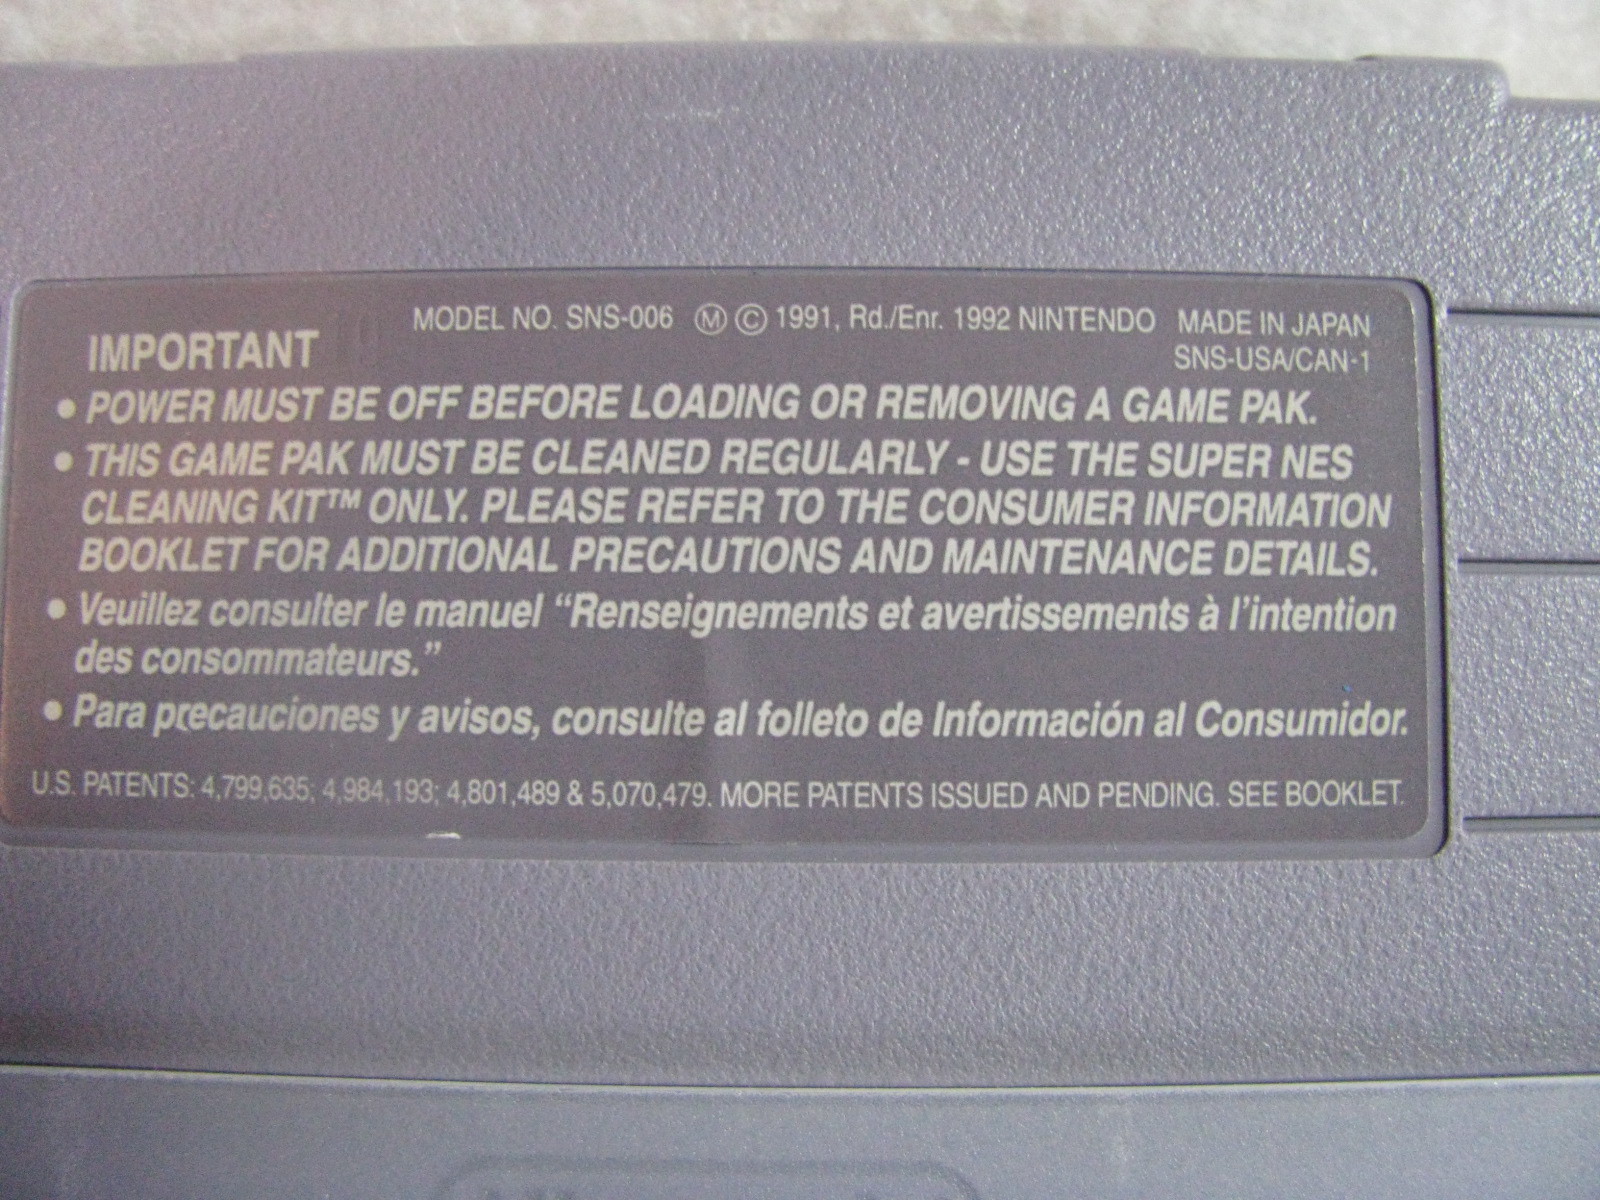 MODEL NO. SNS-006 Ⓜ © 1991, Rd./Enr. 1992 NINTENDO MADE IN JAPAN
SNS-USA/CAN-1
IMPORTANT
• POWER MUST BE OFF BEFORE LOADING OR REMOVING A GAME PAK.
• THIS GAME PAK MUST BE CLEANED REGULARLY - USE THE SUPER NES
CLEANING KIT™ ONLY. PLEASE REFER TO THE CONSUMER INFORMATION
BOOKLET FOR ADDITIONAL PRECAUTIONS AND MAINTENANCE DETAILS.
• Veuillez consulter le manuel “Renseignements et avertissements à l’intention
des consommateurs.”
• Para precauciones y avisos, consulte al folleto de Información al Consumidor.
U.S. PATENTS: 4,799,635; 4,984,193; 4,801,489 & 5,070,479. MORE PATENTS ISSUED AND PENDING. SEE BOOKLET.